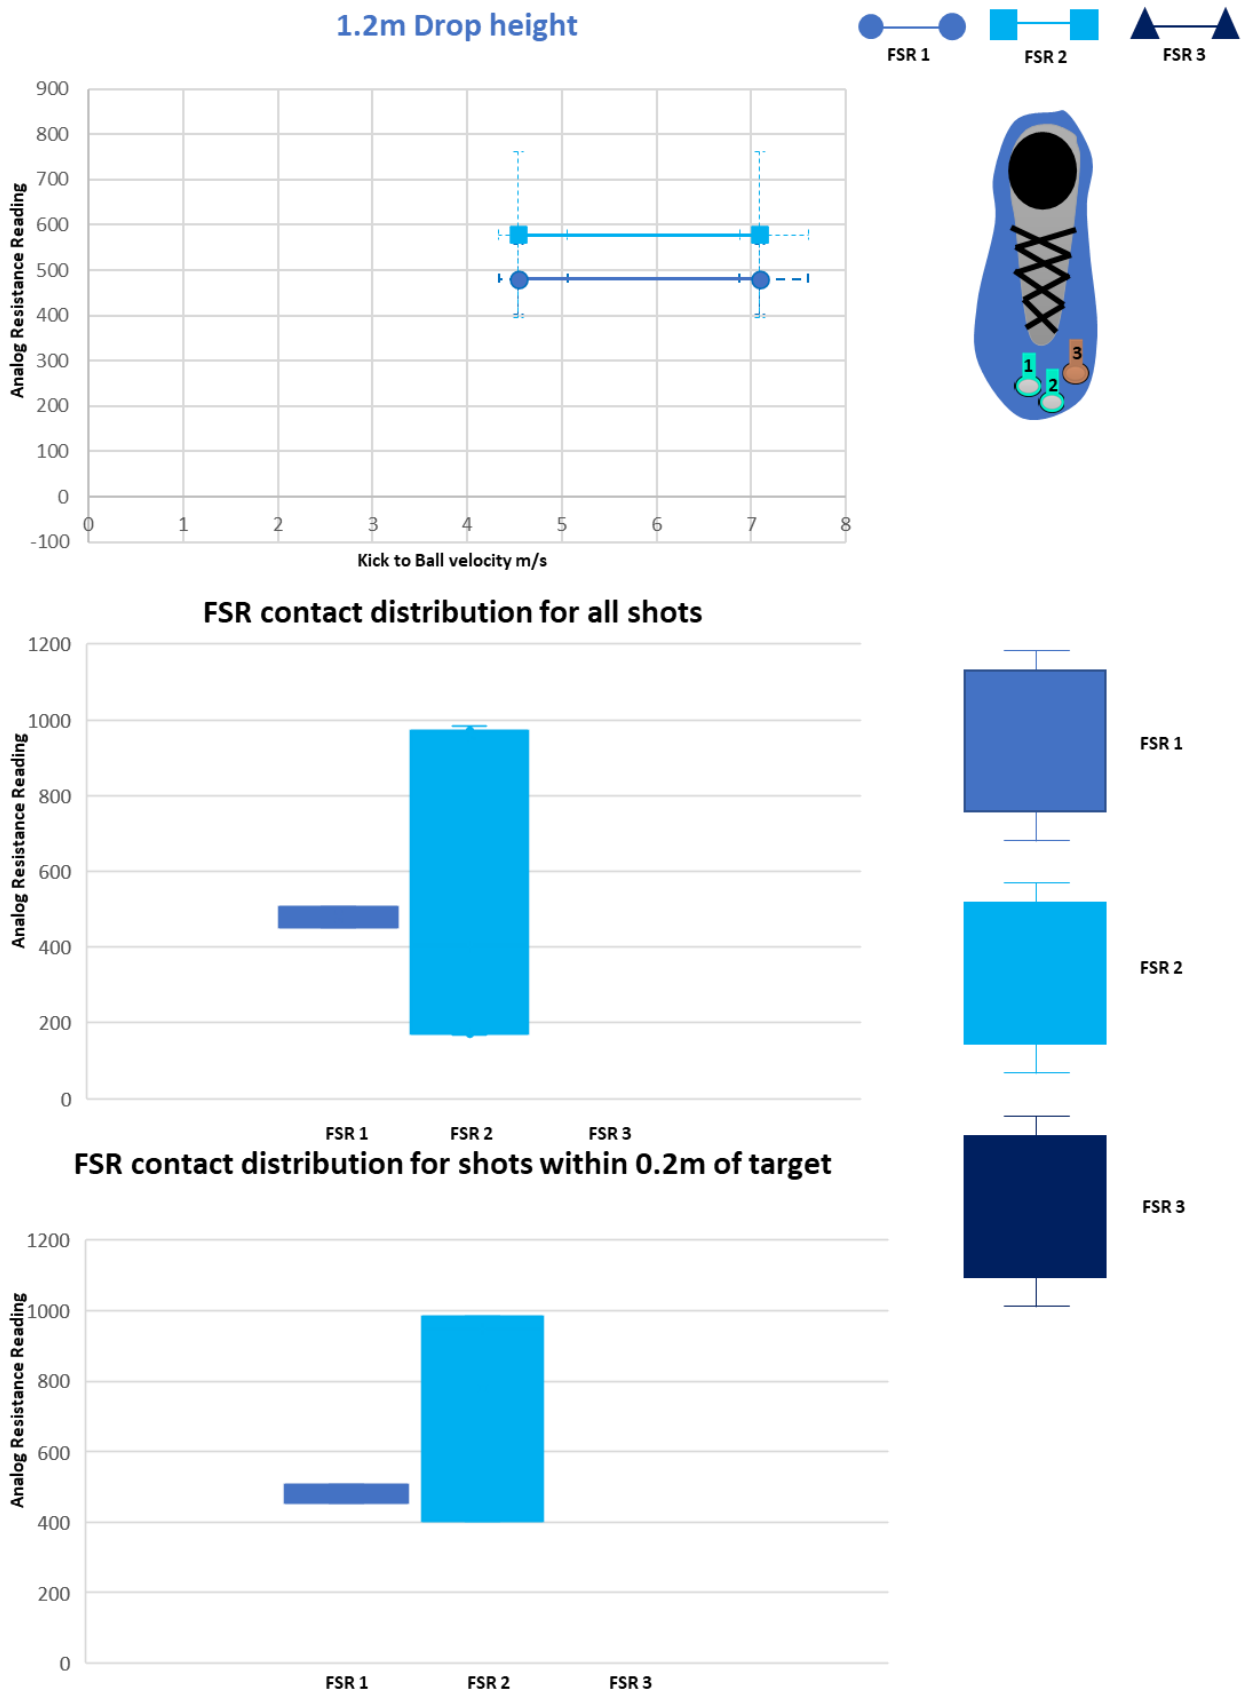 1.2m Drop height
FSR 1
FSR 2
FSR 3
900
800
700
600
500
400
300
200
100
0
-100
Analog Resistance Reading
0 1 2 3 4 5 6 7 8
Kick to Ball velocity m/s
1
2
3
FSR contact distribution for all shots
1200
1000
800
600
400
200
0
Analog Resistance Reading
FSR 1 FSR 2 FSR 3
FSR 1
FSR 2
FSR 3
FSR contact distribution for shots within 0.2m of target
1200
1000
800
600
400
200
0
Analog Resistance Reading
FSR 1 FSR 2 FSR 3